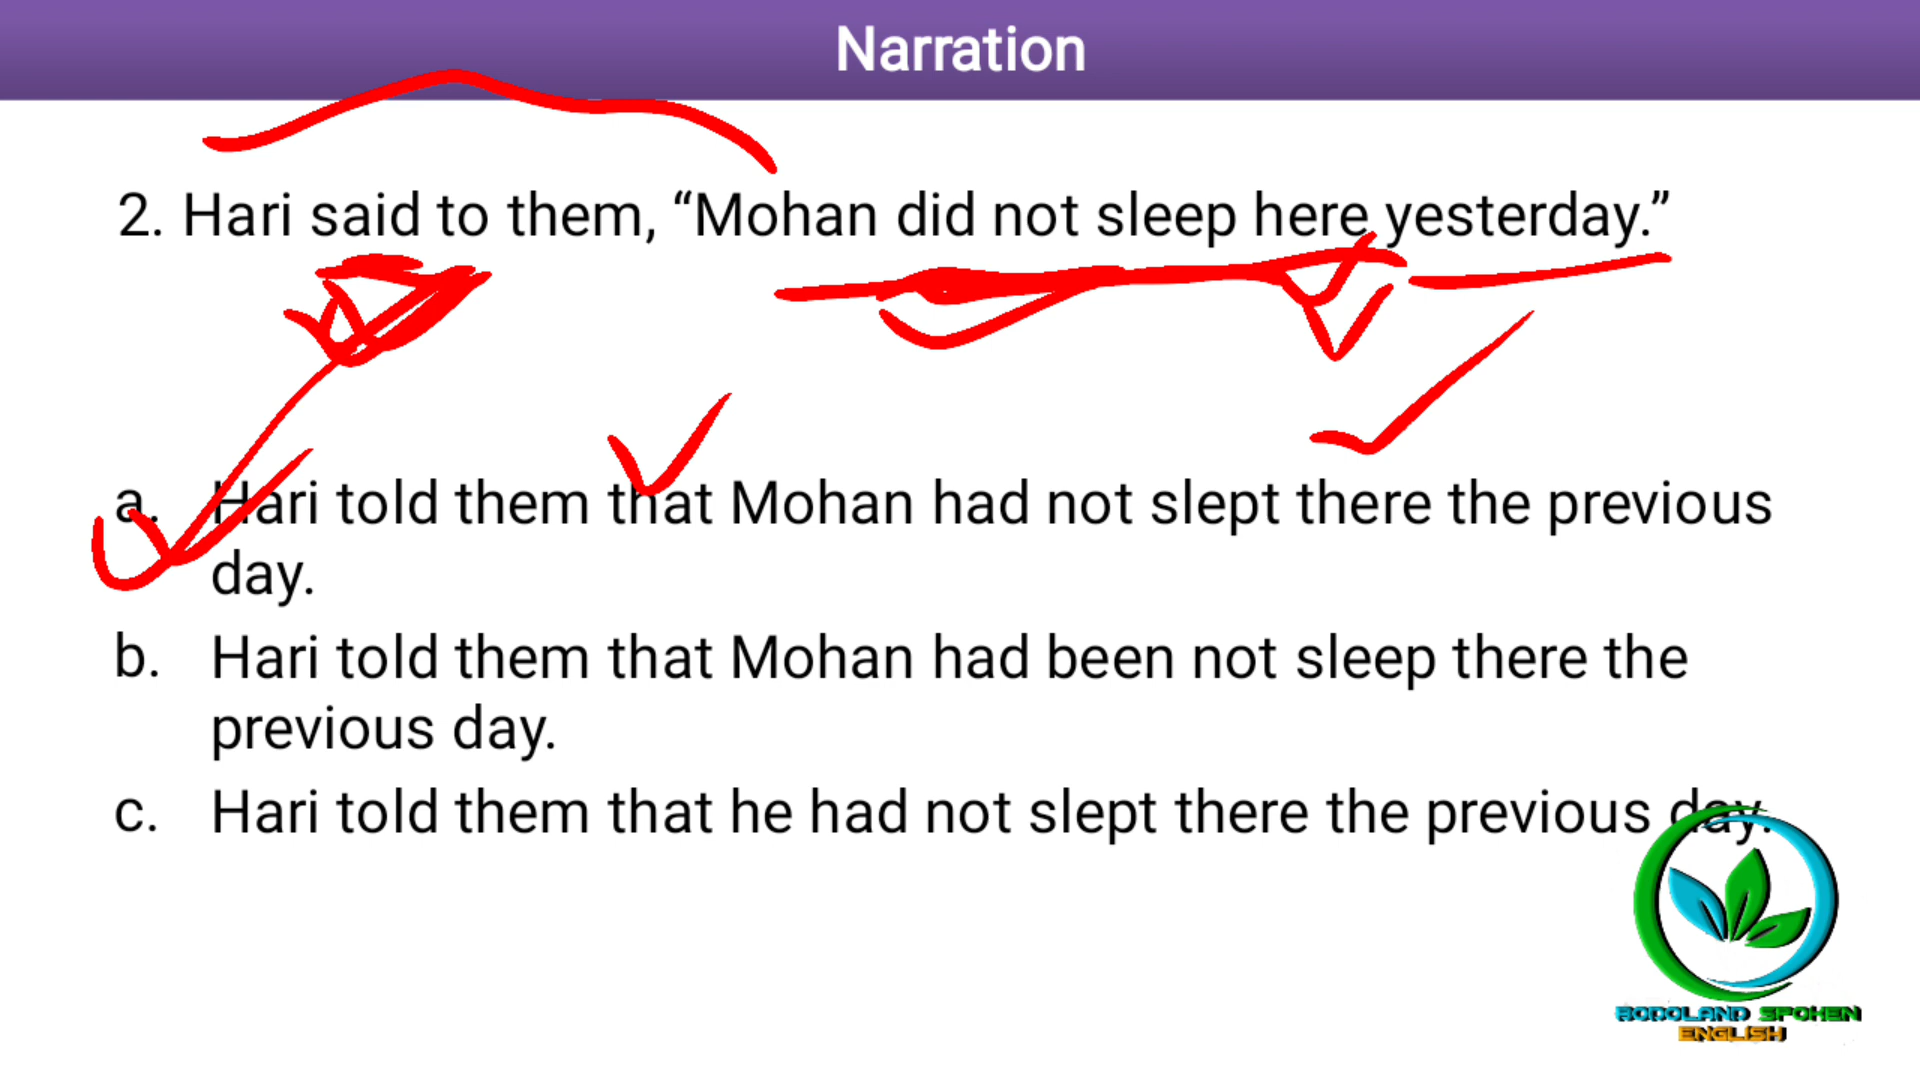 Narration
2. Hari said to them, “Mohan did not sleep here yesterday.”
a. Hari told them that Mohan had not slept there the previous
day.
b. Hari told them that Mohan had been not sleep there the
previous day.
c. Hari told them that he had not slept there the previous day.
BODOLAND SPOKEN
ENGLISH